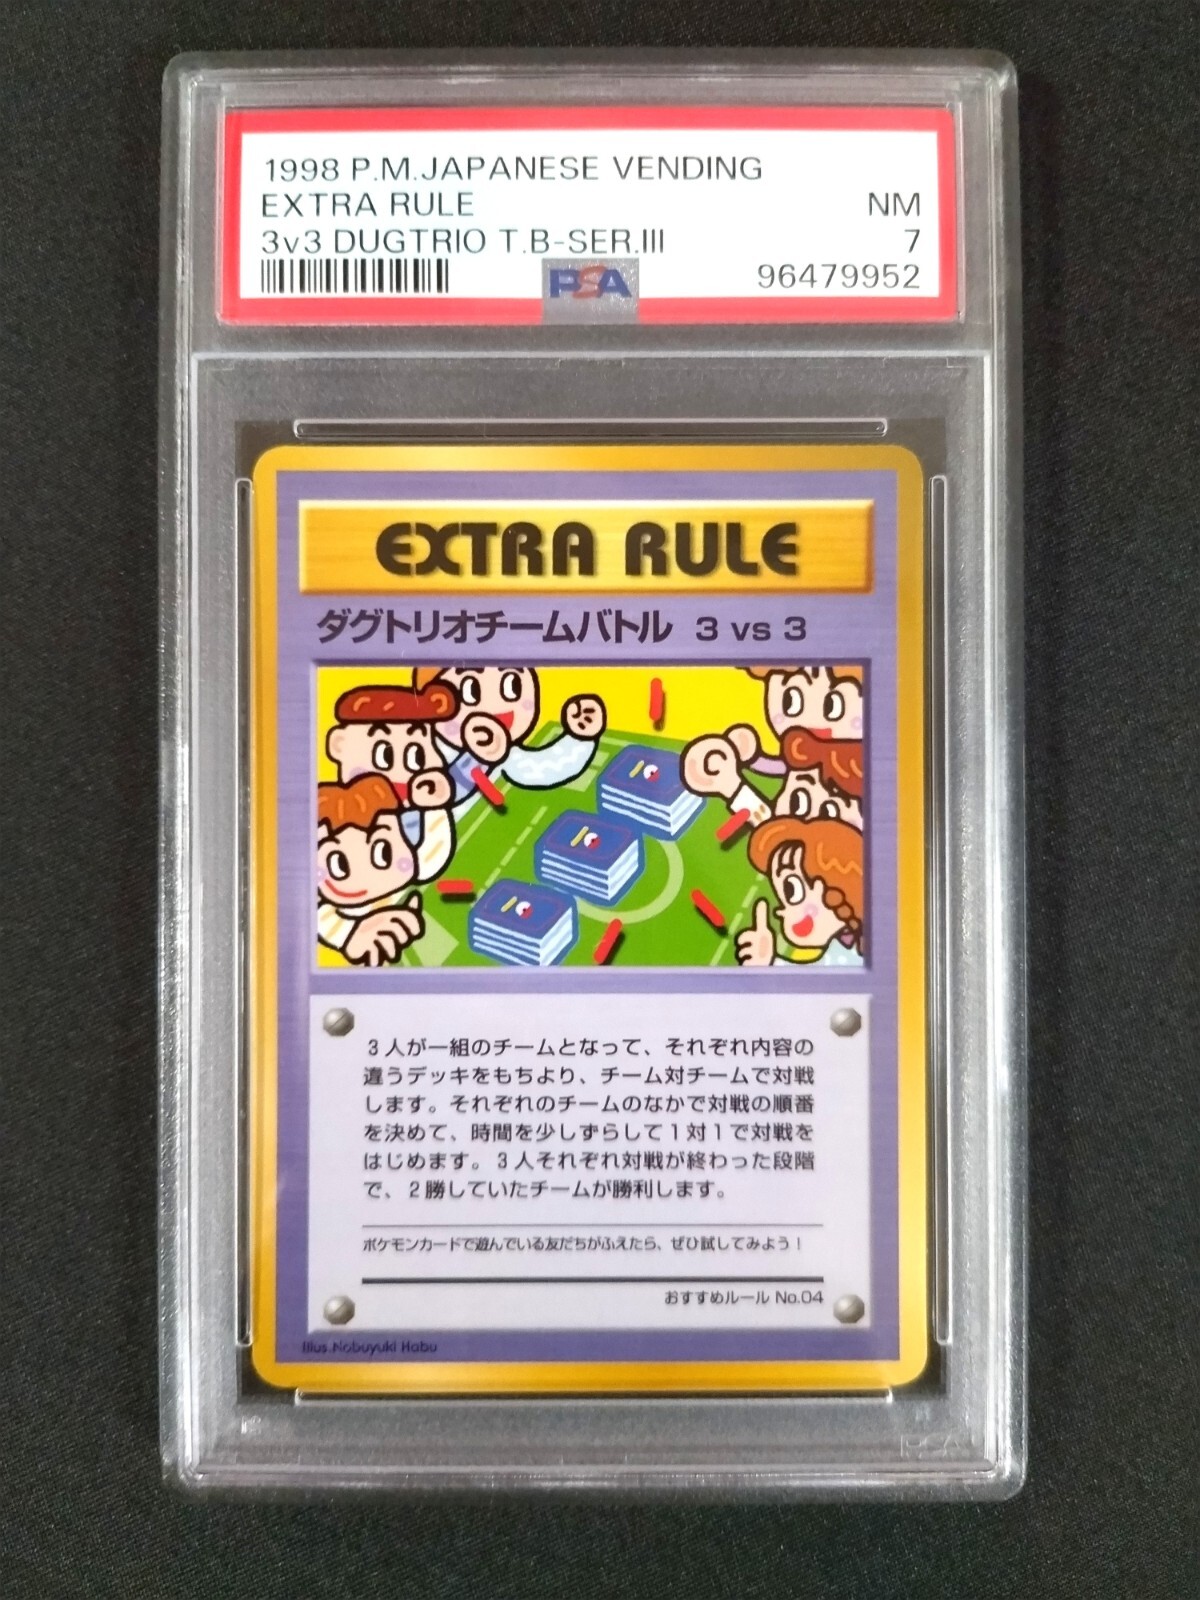 1998 P.M.JAPANESE VENDING
EXTRA RULE NM
3v3 DUGTRIO T.B-SER.III 7
PSA 96479952
EXTRA RULE
ダグトリオチームバトル 3 vs 3
3人が一組のチームとなって、それぞれ内容の
違うデッキをもちより、チーム対チームで対戦
します。それぞれのチームのなかで対戦の順番
を決めて、時間を少しずらして1対1で対戦を
はじめます。3人それぞれ対戦が終わった段階
で、2勝していたチームが勝利します。
ポケモンカードで遊んでいる友だちがふえたら、ぜひ試してみよう！
おすすめルール No.04
Illus.Nobuyuki Habu
PSA